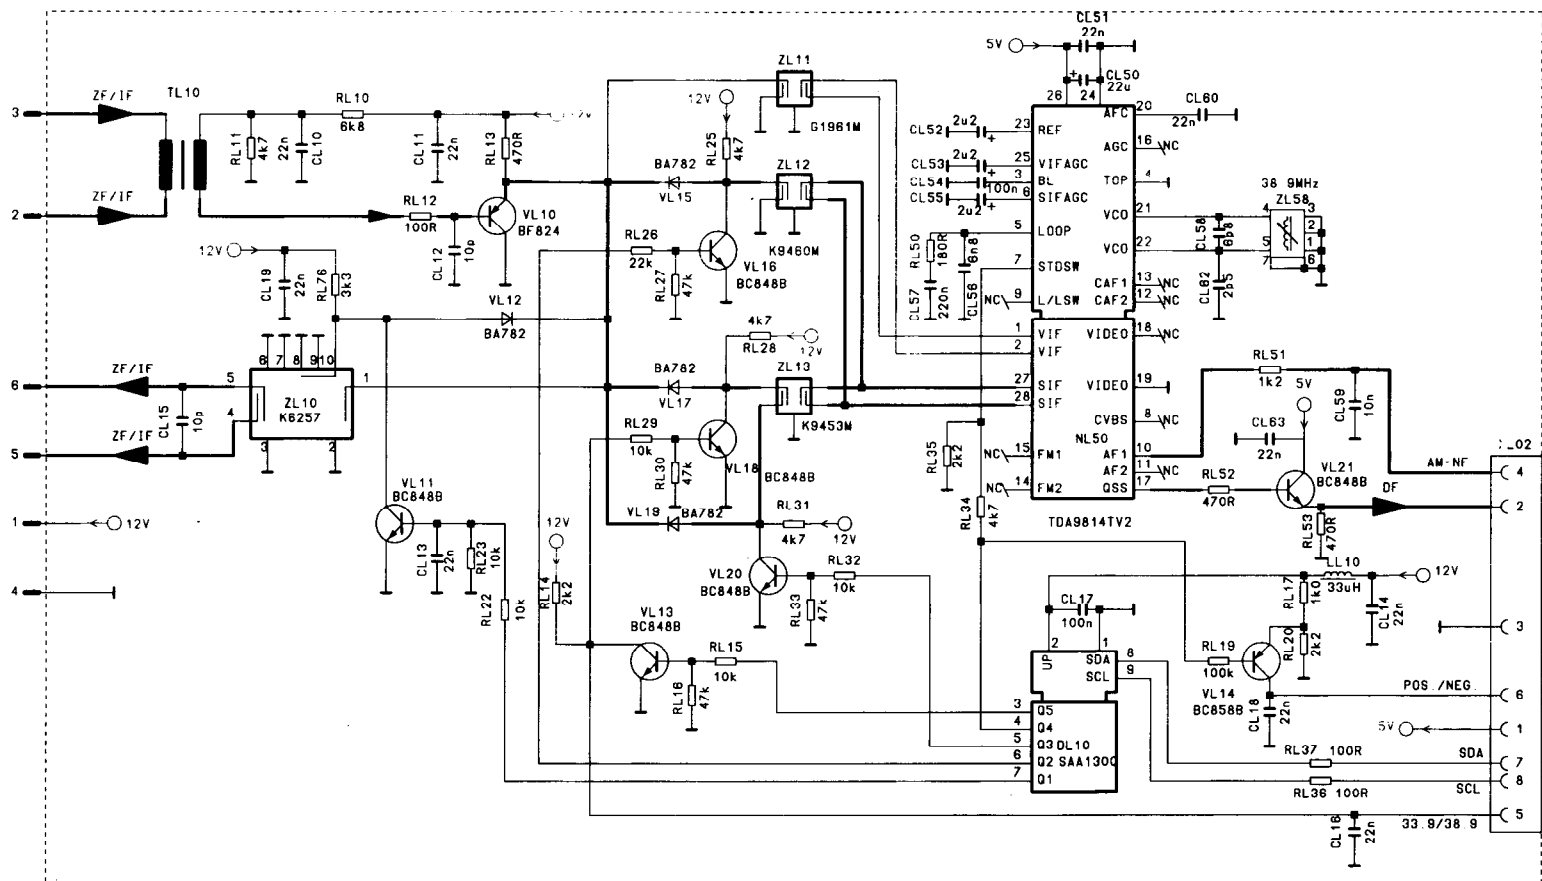 CL51
22n
5V
CL50
22u
26 24
ZL11
G1961M
3
ZF/IF
TL10
RL10
6k8
RL11
4k7
22n
CL10
CL11
22n
RL13
470R
12V
RL25
4k7
20
AFC
CL60
22n
CL52
2u2
23
REF
16
AGC
NC
CL53
2u2
25
VIFAGC
CL54
100n
3
BL
CL55
2u2
6
SIFAGC
4
TOP
BA782
VL15
ZL12
K9460M
38 9MHz
ZL58
4
3
2
5
1
7
6
2
ZF/IF
RL12
100R
VL10
BF824
CL12
10p
21
VCO
22
VCO
CL58
6p8
CL62
2p5
5
LOOP
RL50
180R
6n8
CL56
CL57
220n
7
STDSW
NC
9
L/LSW
CAF1
13
NC
CAF2
12
NC
12V
CL19
22n
RL76
3k3
RL26
22k
RL27
47k
VL16
BC848B
VL12
BA782
4k7
RL28
12V
1
VIF
2
VIF
VIDEO
18
NC
6
ZF/IF
CL15
10p
5
4
6 7 8 9 10
ZL10
K6257
1
3
2
BA782
VL17
ZL13
K9453M
27
SIF
28
SIF
VIDEO
19
CVBS
8
NC
NL50
RL51
1k2
5V
CL59
10n
CL63
22n
5
ZF/IF
RL29
10k
RL30
47k
VL18
BC848B
RL35
2k2
NC
15
FM1
NC
14
FM2
AF1
10
AF2
11
NC
QSS
17
TDA9814TV2
RL52
470R
VL21
BC848B
RL53
470R
AM-NF
4
DF
2
VL11
BC848B
CL13
22n
RL23
10k
RL22
10k
1
12V
4
VL19
BA782
RL31
4k7
12V
RL34
4k7
12V
RL14
2k2
VL20
BC848B
RL32
10k
RL33
47k
LL10
33uH
12V
RL17
1k0
CL14
22n
RL20
2k2
3
VL13
BC848B
RL15
10k
RL16
47k
CL17
100n
2
1
UP
SDA
8
SCL
9
RL19
100k
VL14
BC858B
CL18
22n
POS./NEG.
6
3
Q5
4
Q4
5
Q3
DL10
6
Q2
7
Q1
5V
1
RL37 100R
SDA
7
RL36 100R
SCL
8
33.9/38.9
5
22n